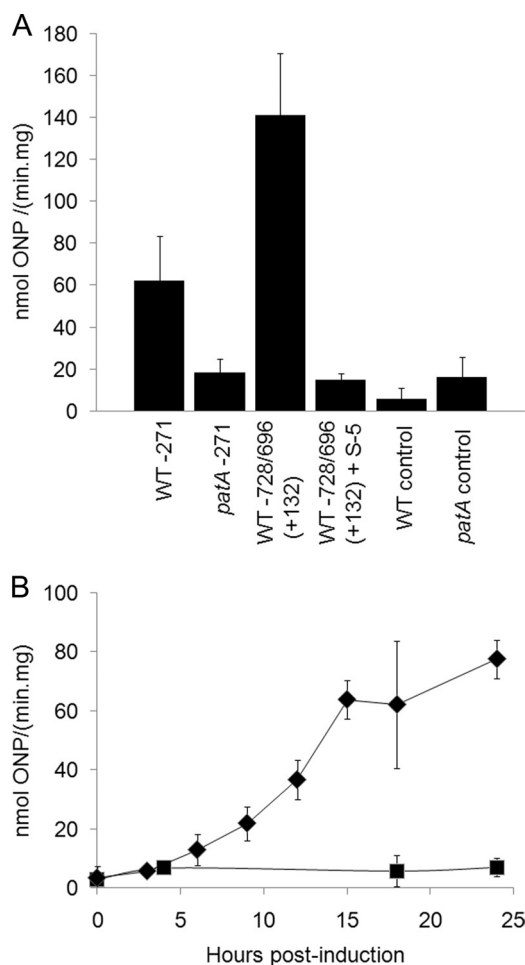 A
nmol ONP /(min.mg)
180
160
140
120
100
80
60
40
20
0
WT -271
patA -271
WT -728/696
(+132)
WT -728/696
(+132) + S-5
WT control
patA control
B
nmol ONP/(min.mg)
100
80
60
40
20
0
0 5 10 15 20 25
Hours post-induction